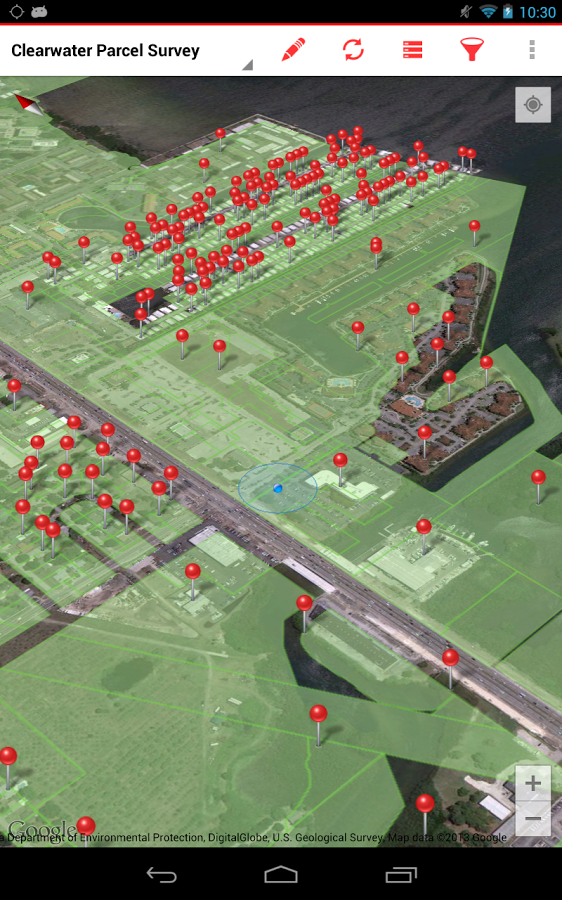 10:30
Clearwater Parcel Survey
Google
a Department of Environmental Protection, DigitalGlobe, U.S. Geological Survey, Map data ©2013 Google